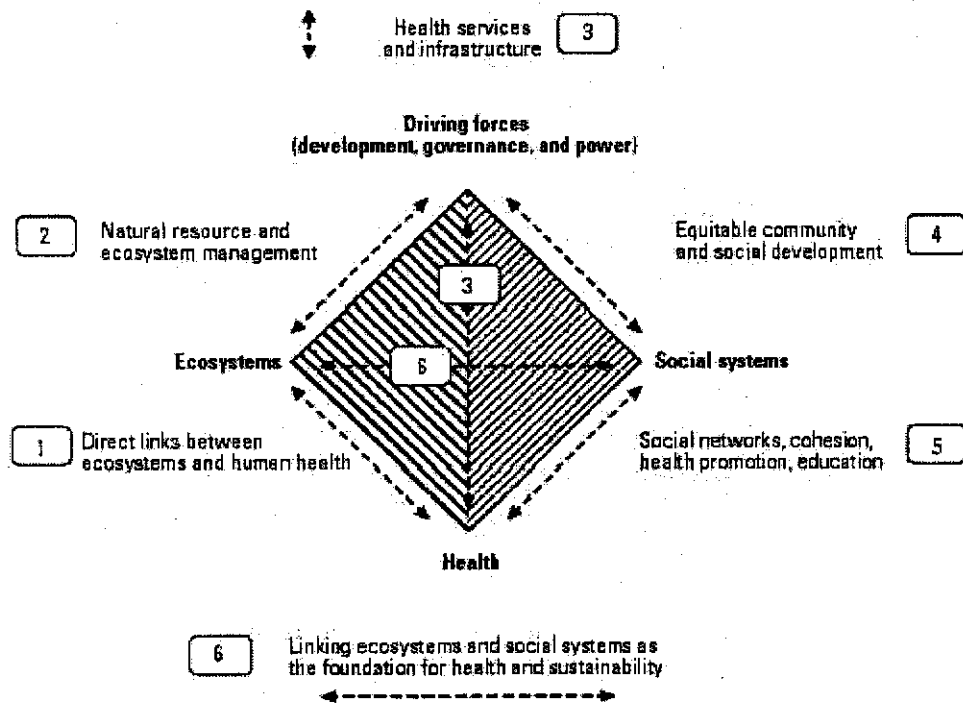 Health services
and infrastructure
3
Driving forces
(development, governance, and power)
2
Natural resource and
ecosystem management
Equitable community
and social development
4
3
Ecosystems
6
Social systems
1
Direct links between
ecosystems and human health
Social networks, cohesion,
health promotion, education
5
Health
6
Linking ecosystems and social systems as
the foundation for health and sustainability